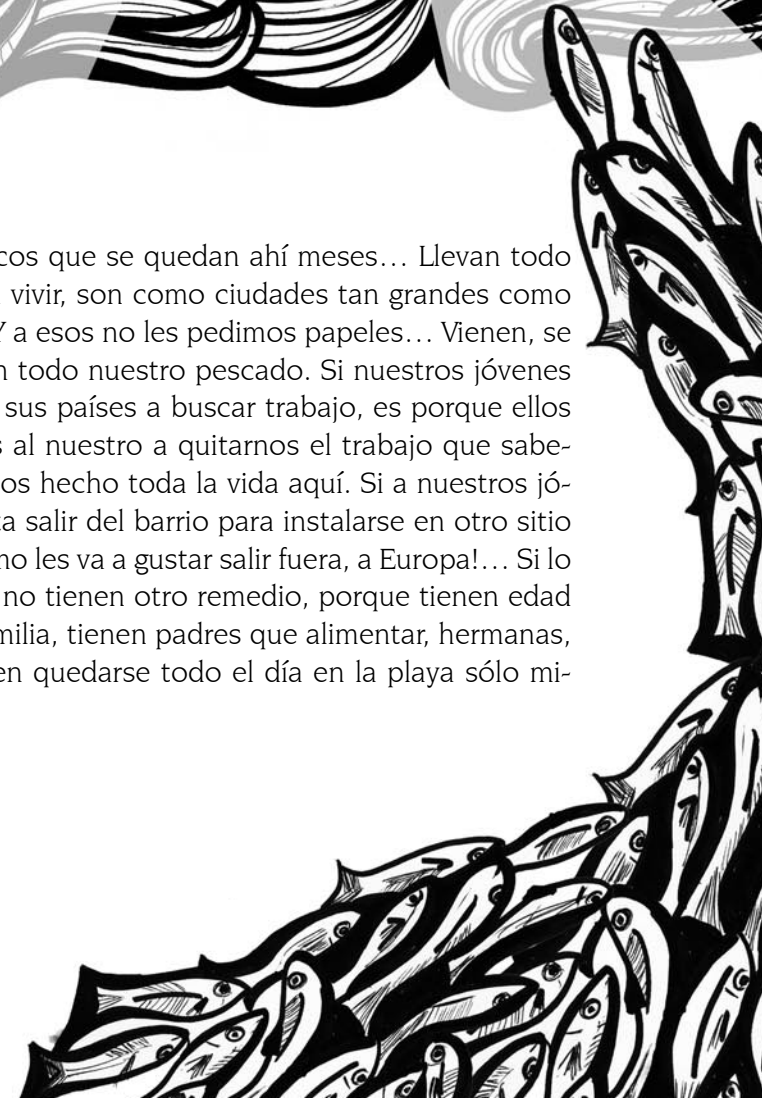 cos que se quedan ahí meses… Llevan todo
vivir, son como ciudades tan grandes como
Y a esos no les pedimos papeles… Vienen, se
n todo nuestro pescado. Si nuestros jóvenes
sus países a buscar trabajo, es porque ellos
s al nuestro a quitarnos el trabajo que sabe-
os hecho toda la vida aquí. Si a nuestros jó-
ta salir del barrio para instalarse en otro sitio
mo les va a gustar salir fuera, a Europa!… Si lo
no tienen otro remedio, porque tienen edad
milia, tienen padres que alimentar, hermanas,
en quedarse todo el día en la playa sólo mi-